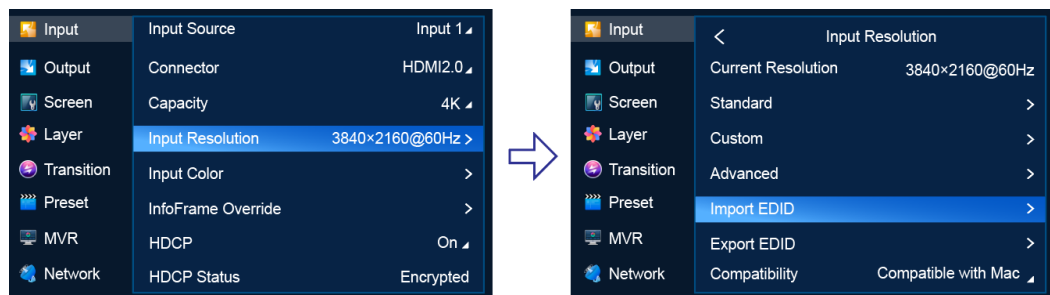 Input
Output
Screen
Layer
Transition
Preset
MVR
Network
Input Source Input 1
Connector HDMI2.0
Capacity 4K
Input Resolution 3840×2160@60Hz >
Input Color >
InfoFrame Override >
HDCP On
HDCP Status Encrypted
Input
Output
Screen
Layer
Transition
Preset
MVR
Network
< Input Resolution
Current Resolution 3840×2160@60Hz
Standard >
Custom >
Advanced >
Import EDID >
Export EDID >
Compatibility Compatible with Mac